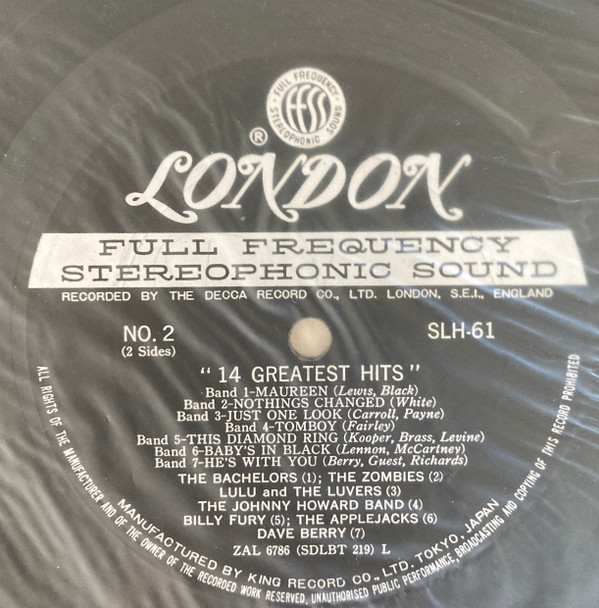 FULL FREQUENCY
ffss
STEREOPHONIC SOUND
®
LONDON
FULL FREQUENCY
STEREOPHONIC SOUND
RECORDED BY THE DECCA RECORD CO., LTD. LONDON, S.E.I., ENGLAND
NO. 2
(2 Sides)
SLH-61
“14 GREATEST HITS”
Band 1-MAUREEN (Lewis, Black)
Band 2-NOTHINGS CHANGED (White)
Band 3-JUST ONE LOOK (Carroll, Payne)
Band 4-TOMBOY (Fairley)
Band 5-THIS DIAMOND RING (Kooper, Brass, Levine)
Band 6-BABY'S IN BLACK (Lennon, McCartney)
Band 7-HE'S WITH YOU (Berry, Guest, Richards)
THE BACHELORS (1); THE ZOMBIES (2)
LULU and THE LUVERS (3)
THE JOHNNY HOWARD BAND (4)
BILLY FURY (5); THE APPLEJACKS (6)
DAVE BERRY (7)
ZAL 6786 (SDLBT 219) L
MANUFACTURED BY KING RECORD CO., LTD. TOKYO, JAPAN
ALL RIGHTS OF THE MANUFACTURER AND OF THE OWNER OF THE RECORDED WORK RESERVED. UNAUTHORISED PUBLIC PERFORMANCE, BROADCASTING AND COPYING OF THIS RECORD PROHIBITED